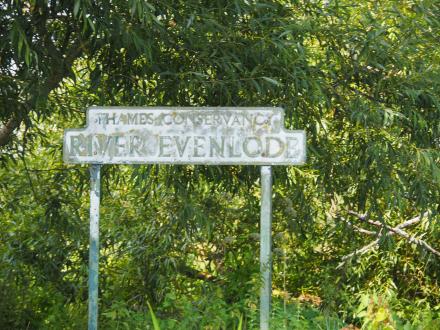 THAMES CONSERVANCY
RIVER EVENLODE